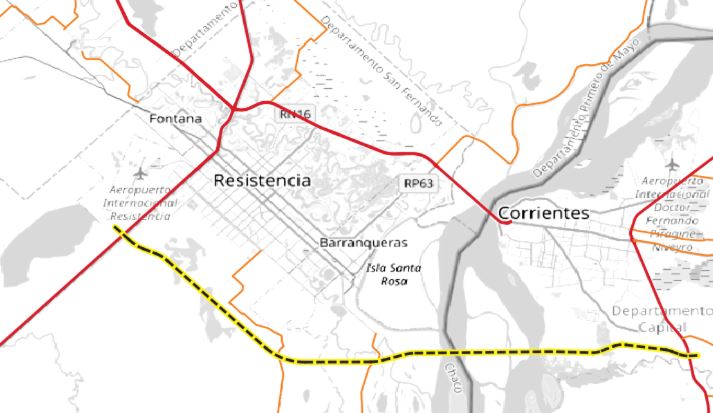 Departamento
Departamento San Fernando
Departamento Primero de Mayo
RN16
Fontana
Resistencia
RP63
Aeropuerto
Internacional
Resistencia
Aeropuerto
Internacional
Doctor
Fernando
Piragine
Niveyro
Corrientes
Barranqueras
Isla Santa
Rosa
Departamento
Capital
Chaco